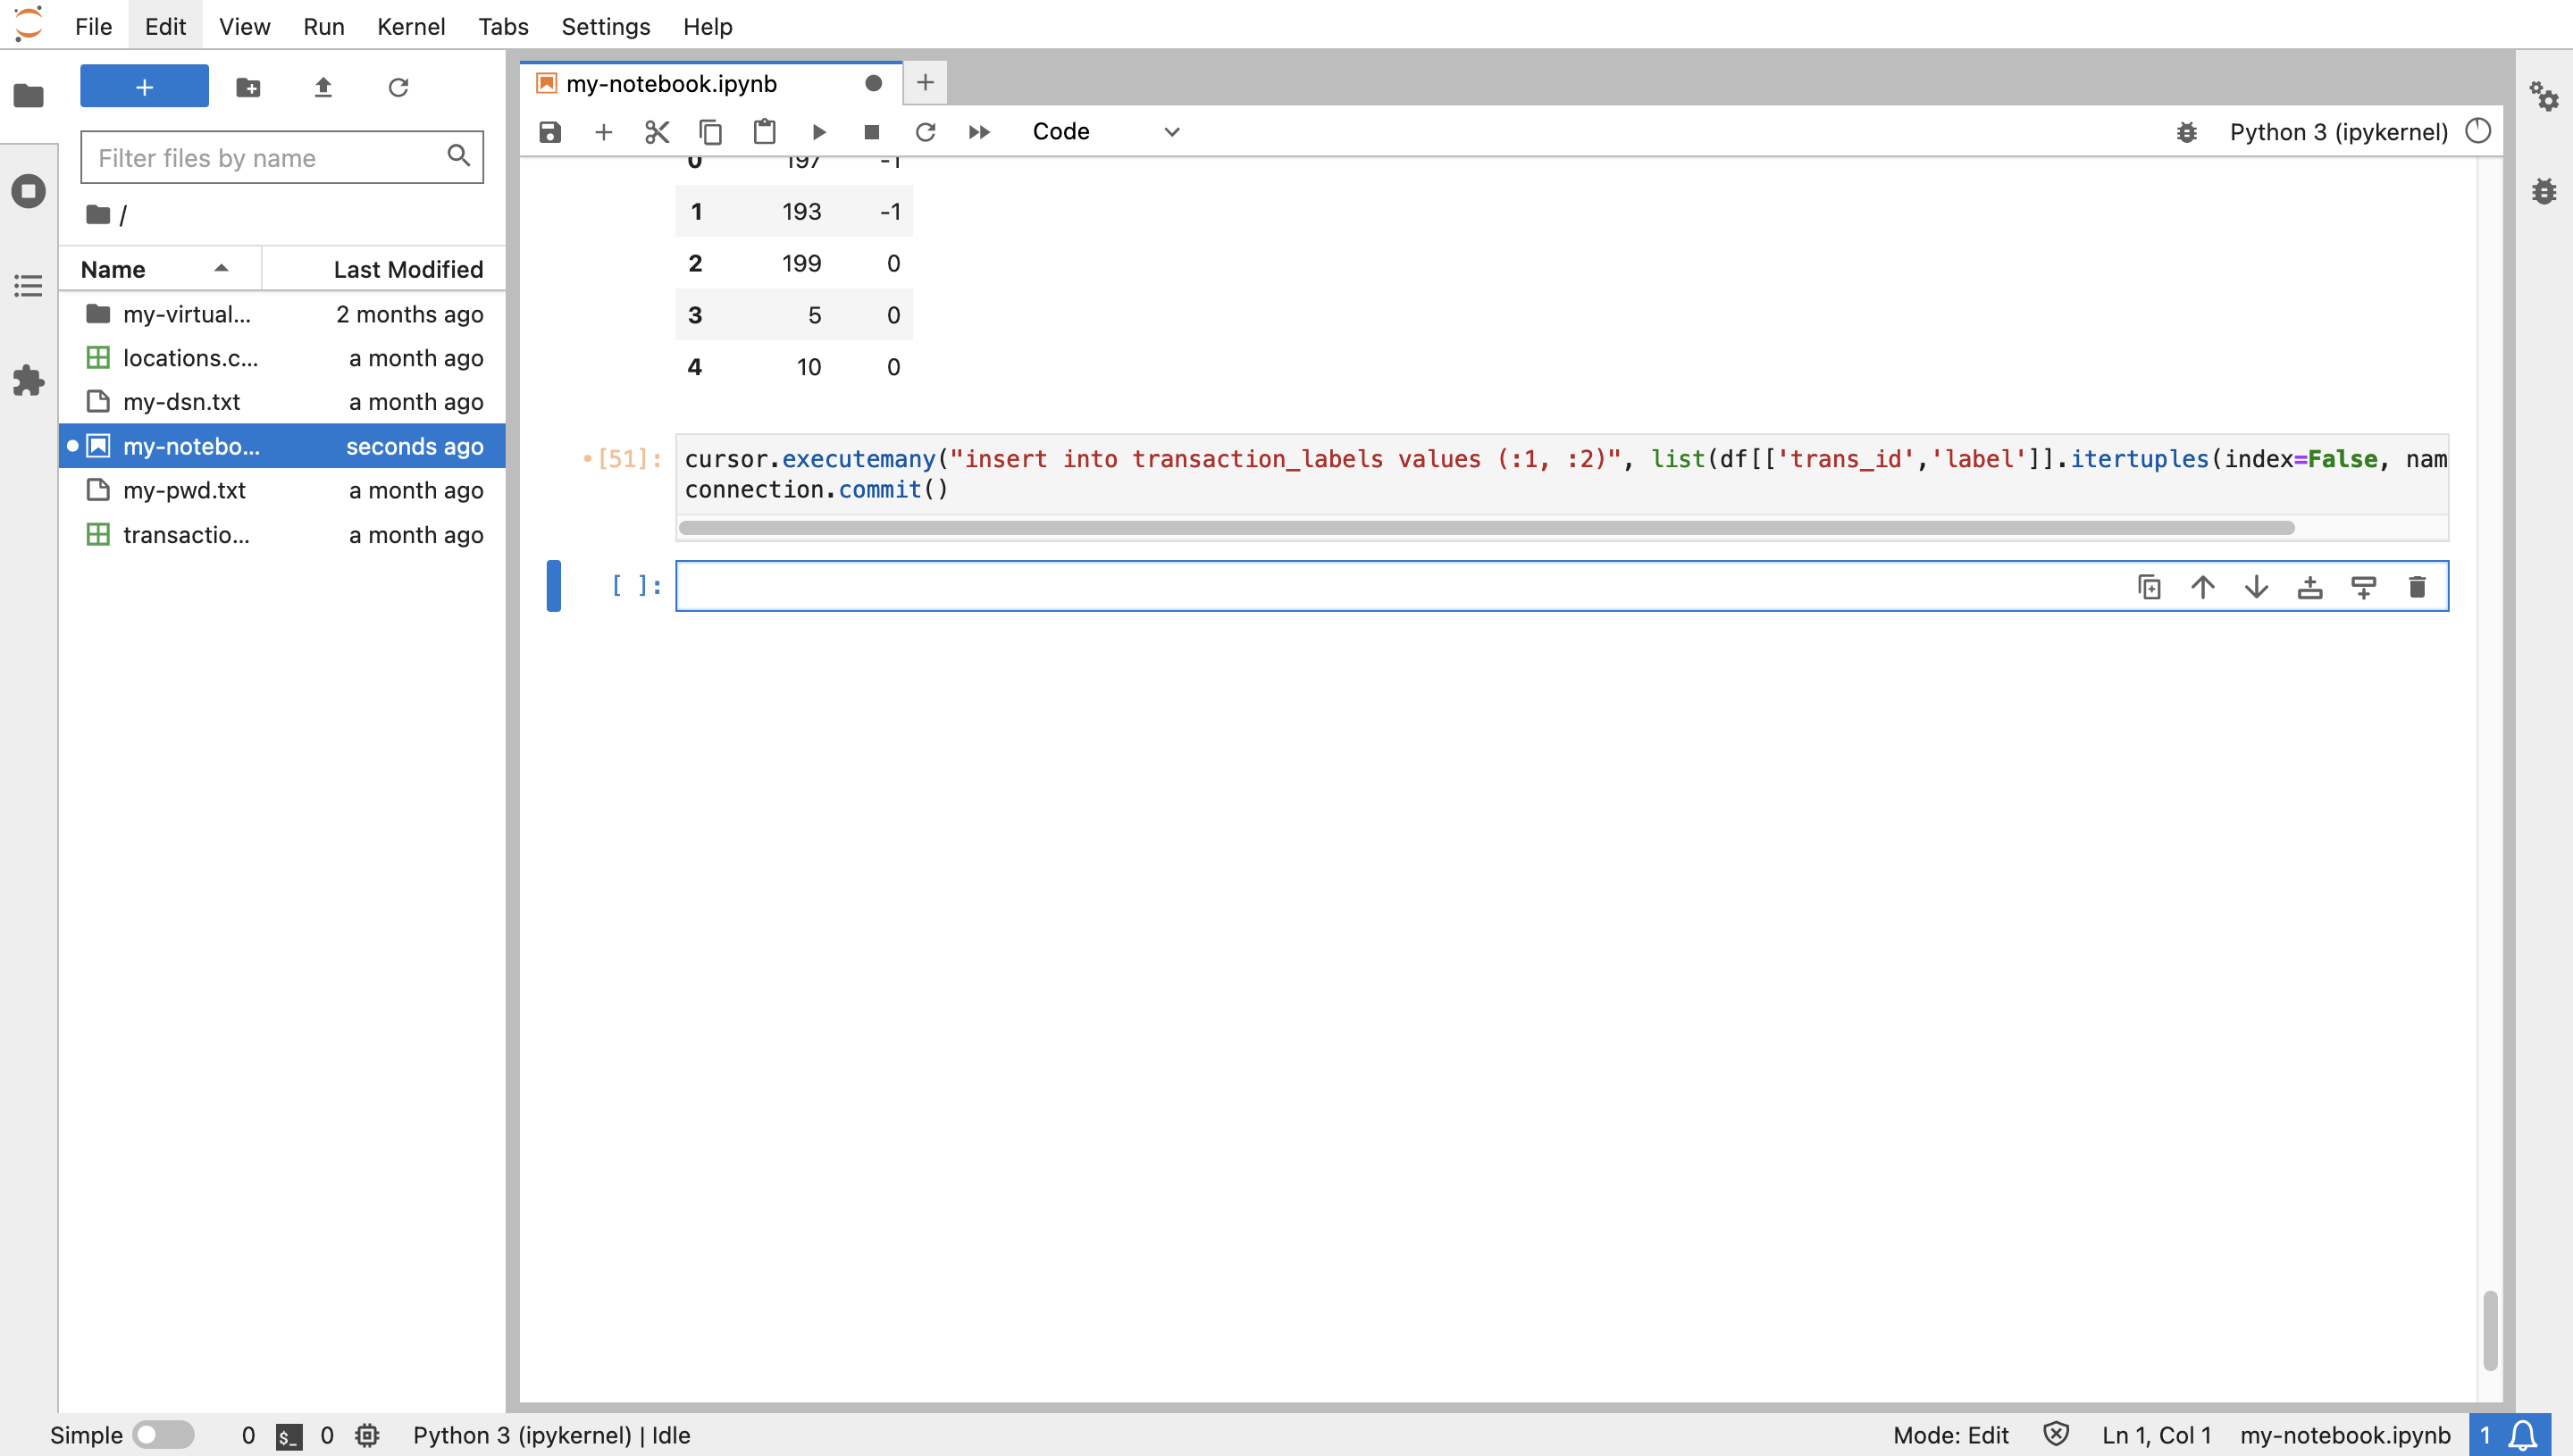 File Edit View Run Kernel Tabs Settings Help
+
my-notebook.ipynb
Filter files by name
Code
Python 3 (ipykernel)
/
Name Last Modified
my-virtual... 2 months ago
locations.c... a month ago
my-dsn.txt a month ago
my-notebo... seconds ago
my-pwd.txt a month ago
transactio... a month ago
0 197 -1
1 193 -1
2 199 0
3 5 0
4 10 0
[51]: cursor.executemany("insert into transaction_labels values (:1, :2)", list(df[['trans_id','label']].itertuples(index=False, nam
connection.commit()
[ ]:
Simple 0 $_ 0 Python 3 (ipykernel) | Idle Mode: Edit Ln 1, Col 1 my-notebook.ipynb 1